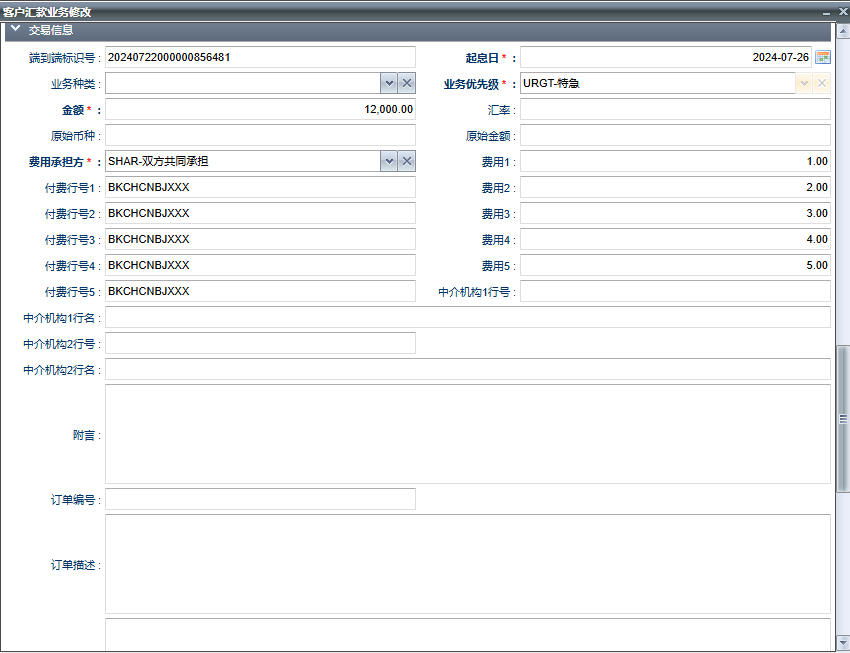 客户汇款业务修改
交易信息
端到端标识号 : 20240722000000856481 起息日 * : 2024-07-26
业务种类 : 业务优先级 * : URGT-特急
金额 * : 12,000.00 汇率 :
原始币种 : 原始金额 :
费用承担方 * : SHAR-双方共同承担 费用1 : 1.00
付费行号1 : BKCHCNBJXXX 费用2 : 2.00
付费行号2 : BKCHCNBJXXX 费用3 : 3.00
付费行号3 : BKCHCNBJXXX 费用4 : 4.00
付费行号4 : BKCHCNBJXXX 费用5 : 5.00
付费行号5 : BKCHCNBJXXX 中介机构1行号 :
中介机构1行名 :
中介机构2行号 :
中介机构2行名 :
附言 :
订单编号 :
订单描述 :